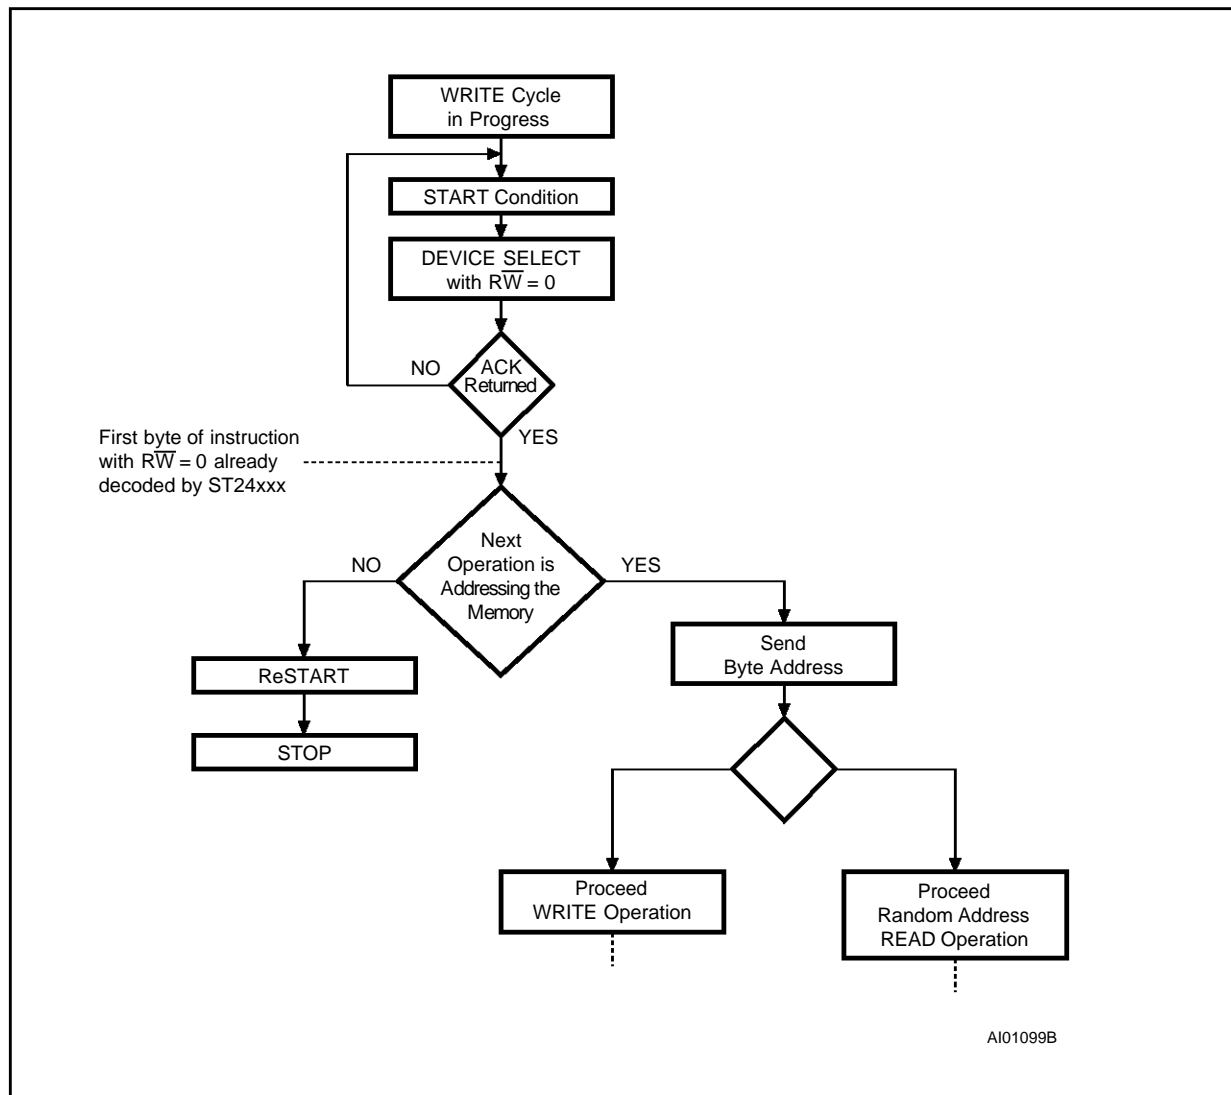 WRITE Cycle
in Progress
START Condition
DEVICE SELECT
with RW̅ = 0
ACK
Returned
NO
YES
First byte of instruction
with RW̅ = 0 already
decoded by ST24xxx
Next
Operation is
Addressing the
Memory
NO
YES
Send
Byte Address
ReSTART
STOP
Proceed
WRITE Operation
Proceed
Random Address
READ Operation
AI01099B